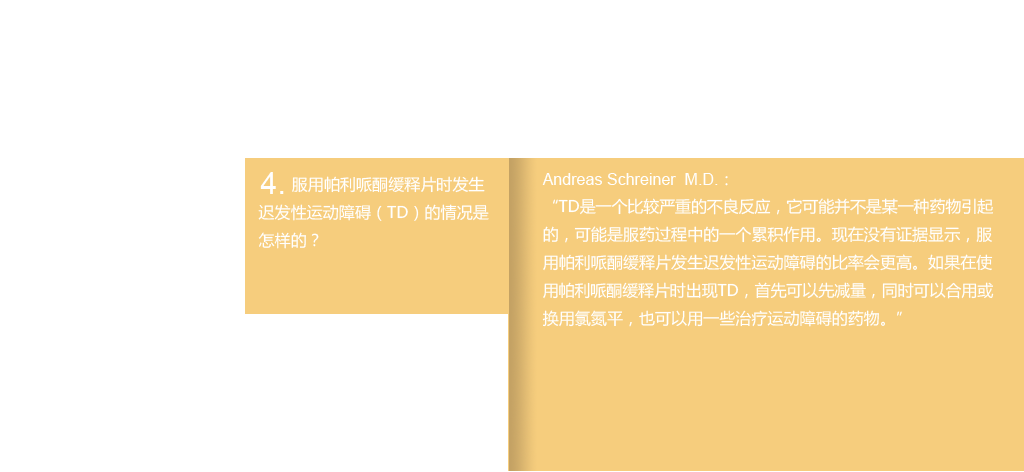 4. 服用帕利哌酮缓释片时发生
迟发性运动障碍（TD）的情况是
怎样的？
Andreas Schreiner M.D.：
“TD是一个比较严重的不良反应，它可能并不是某一种药物引起
的，可能是服药过程中的一个累积作用。现在没有证据显示，服
用帕利哌酮缓释片发生迟发性运动障碍的比率会更高。如果在使
用帕利哌酮缓释片时出现TD，首先可以先减量，同时可以合用或
换用氯氮平，也可以用一些治疗运动障碍的药物。”